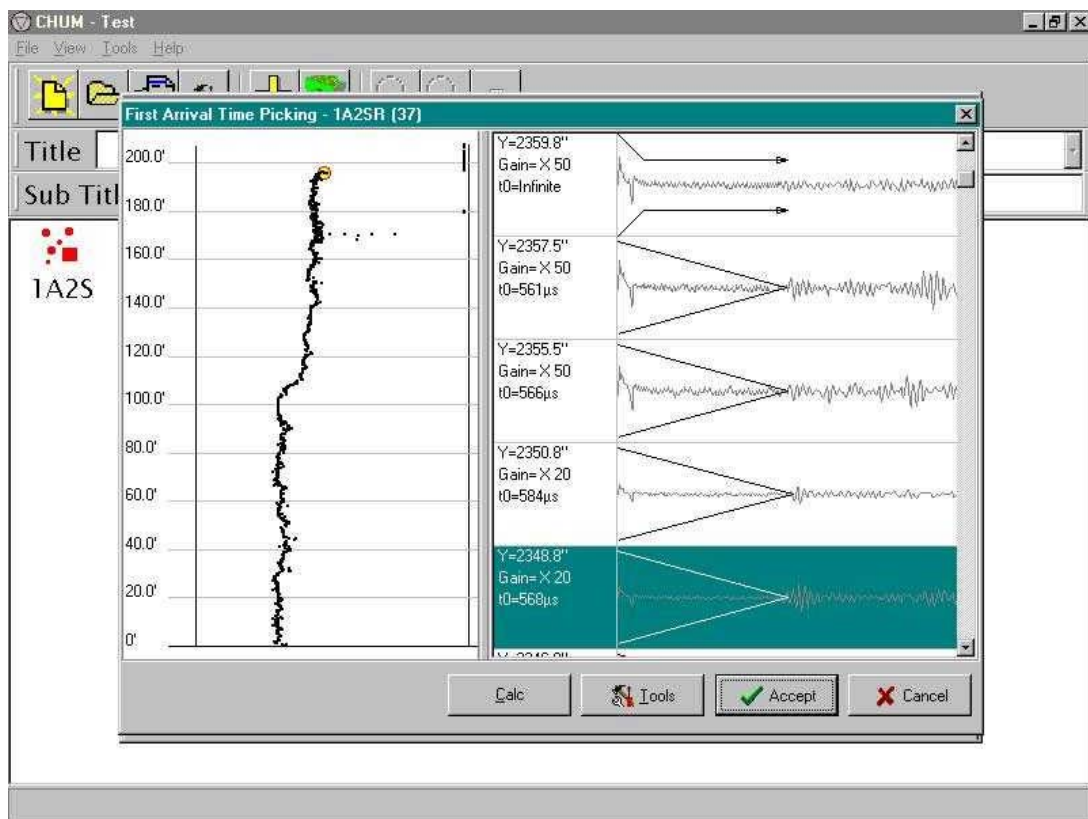 CHUM - Test
File View Tools Help
First Arrival Time Picking - 1A2SR (37)
Title
Sub Titl
1A2S
200.0'
180.0'
160.0'
140.0'
120.0'
100.0'
80.0'
60.0'
40.0'
20.0'
0'
Y=2359.8"
Gain= X 50
t0=Infinite
Y=2357.5"
Gain= X 50
t0=561µs
Y=2355.5"
Gain= X 50
t0=566µs
Y=2350.8"
Gain= X 20
t0=584µs
Y=2348.8"
Gain= X 20
t0=568µs
Calc
Tools
Accept
Cancel